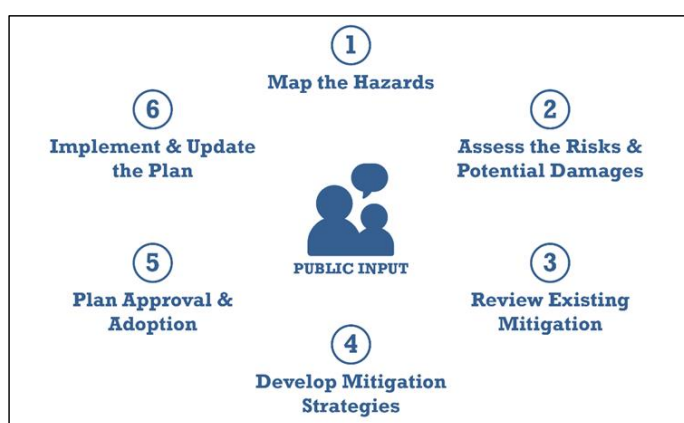 1
Map the Hazards
2
Assess the Risks &
Potential Damages
3
Review Existing
Mitigation
4
Develop Mitigation
Strategies
5
Plan Approval &
Adoption
6
Implement & Update
the Plan
PUBLIC INPUT